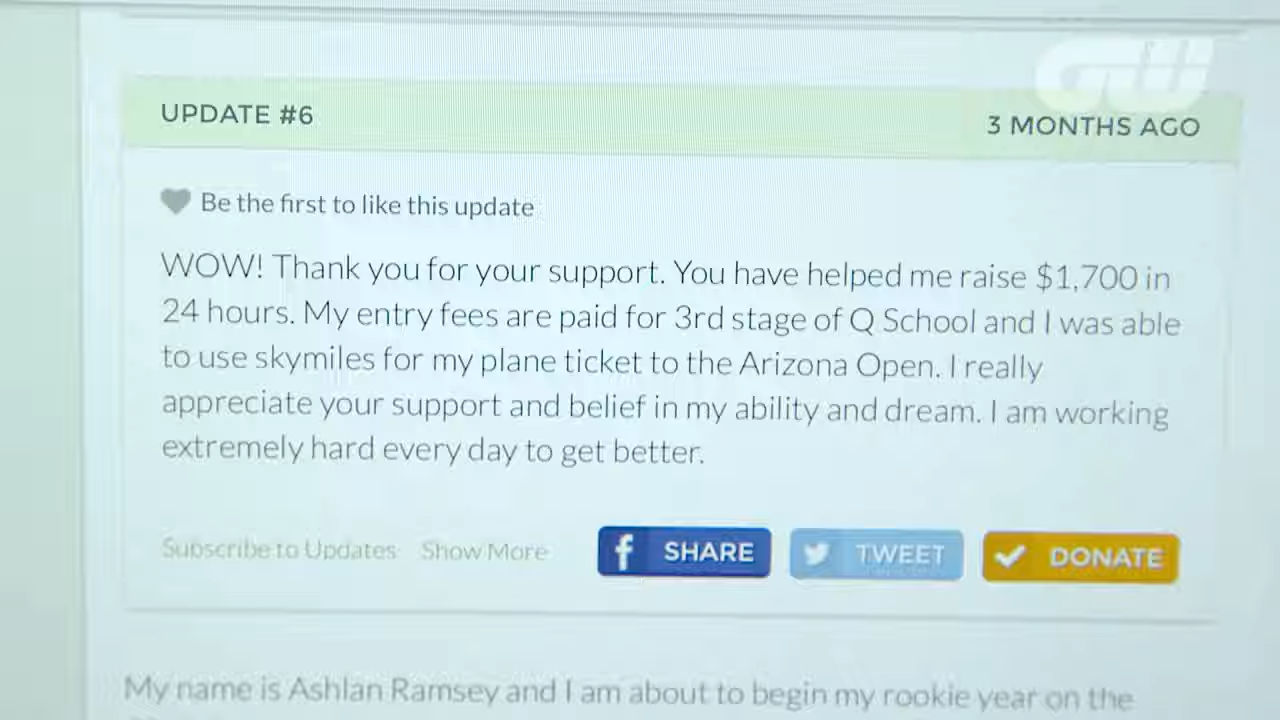 UPDATE #6
3 MONTHS AGO
Be the first to like this update
WOW! Thank you for your support. You have helped me raise $1,700 in
24 hours. My entry fees are paid for 3rd stage of Q School and I was able
to use skymiles for my plane ticket to the Arizona Open. I really
appreciate your support and belief in my ability and dream. I am working
extremely hard every day to get better.
Subscribe to Updates Show More
f SHARE
TWEET
DONATE
My name is Ashlan Ramsey and I am about to begin my rookie year on the